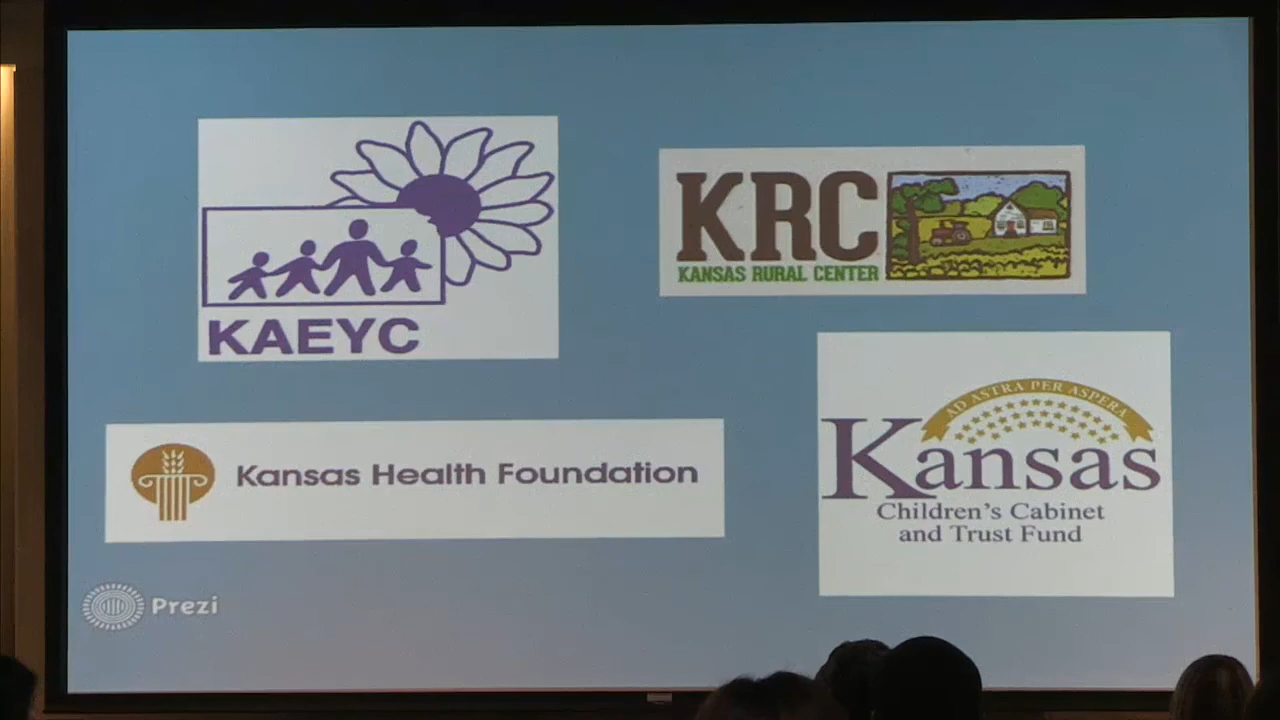 KAEYC
KRC
KANSAS RURAL CENTER
Kansas Health Foundation
AD ASTRA PER ASPERA
Kansas
Children's Cabinet
and Trust Fund
Prezi